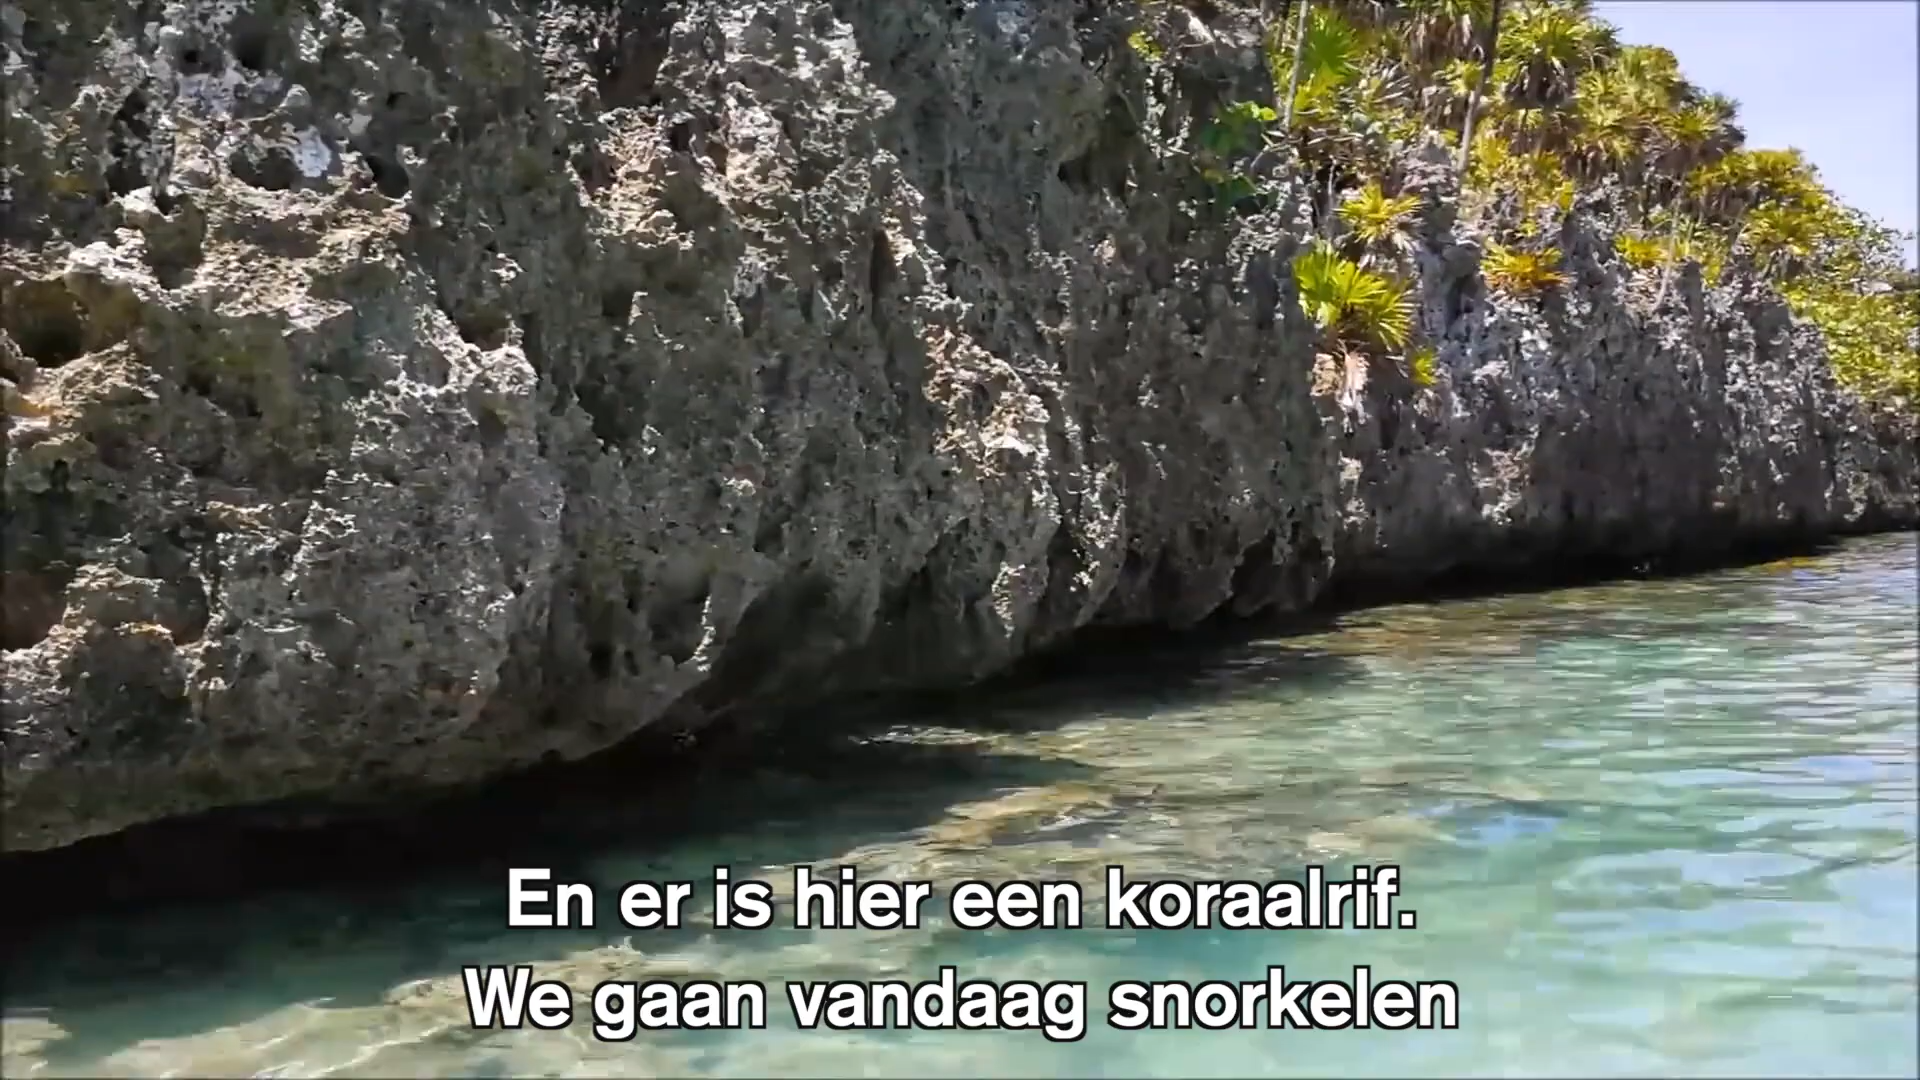 En er is hier een koraalrif.
We gaan vandaag snorkelen